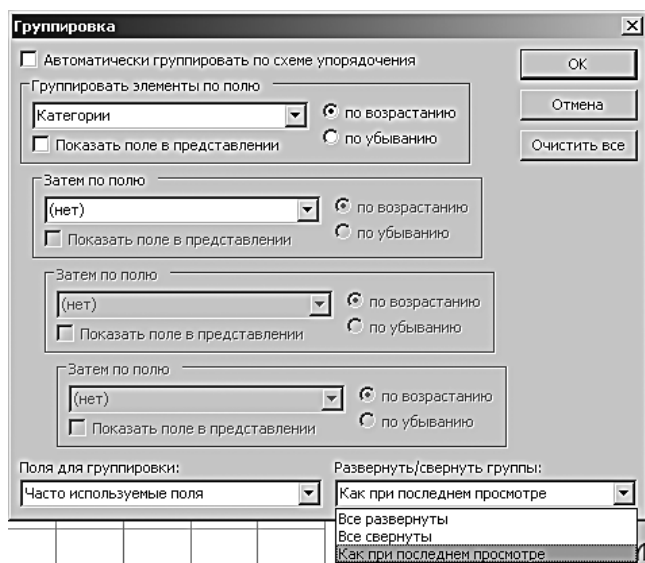 Группировка
Автоматически группировать по схеме упорядочения
ОК
Группировать элементы по полю
Категории
по возрастанию
по убыванию
Показать поле в представлении
Отмена
Очистить все
Затем по полю
(нет)
по возрастанию
по убыванию
Показать поле в представлении
Затем по полю
(нет)
по возрастанию
по убыванию
Показать поле в представлении
Затем по полю
(нет)
по возрастанию
по убыванию
Показать поле в представлении
Поля для группировки:
Часто используемые поля
Развернуть/свернуть группы:
Как при последнем просмотре
Все развернуты
Все свернуты
Как при последнем просмотре